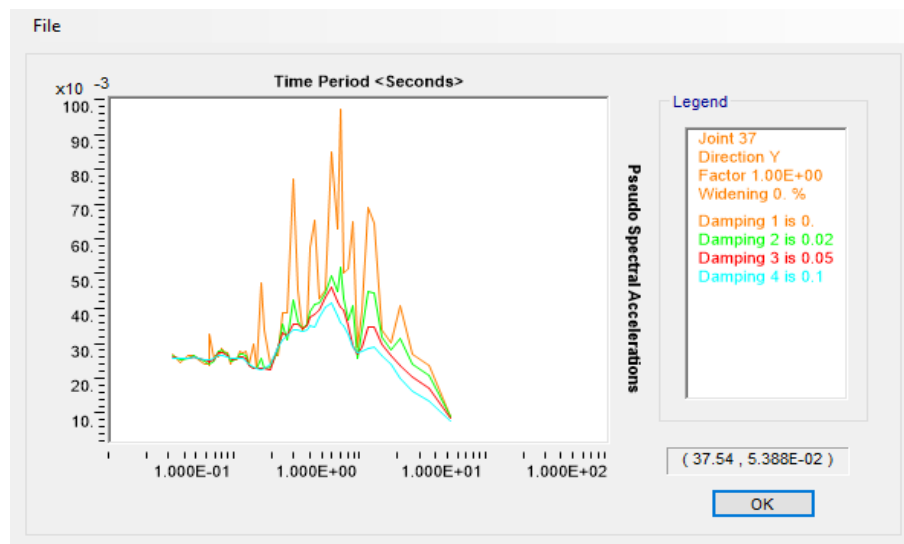 File
Time Period <Seconds>
x10 -3
100.
90.
80.
70.
60.
50.
40.
30.
20.
10.
1.000E-01
1.000E+00
1.000E+01
1.000E+02
Pseudo Spectral Accelerations
Legend
Joint 37
Direction Y
Factor 1.00E+00
Widening 0. %
Damping 1 is 0.
Damping 2 is 0.02
Damping 3 is 0.05
Damping 4 is 0.1
( 37.54 , 5.388E-02 )
OK